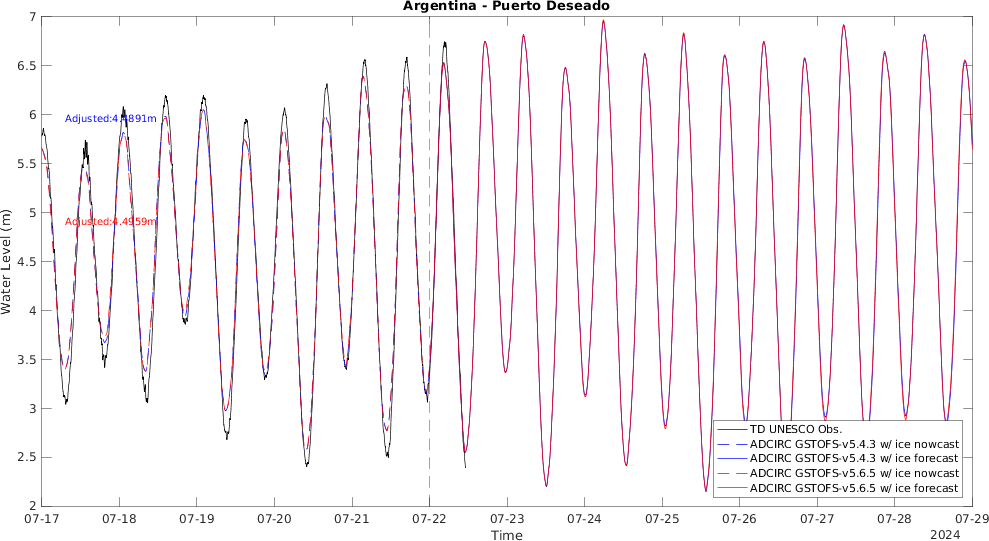 Argentina - Puerto Deseado
7
6.5
6
5.5
5
4.5
4
3.5
3
2.5
2
Water Level (m)
Adjusted:4.4891m
Adjusted:4.4959m
TD UNESCO Obs.
ADCIRC GSTOFS-v5.4.3 w/ ice nowcast
ADCIRC GSTOFS-v5.4.3 w/ ice forecast
ADCIRC GSTOFS-v5.6.5 w/ ice nowcast
ADCIRC GSTOFS-v5.6.5 w/ ice forecast
07-17 07-18 07-19 07-20 07-21 07-22 07-23 07-24 07-25 07-26 07-27 07-28 07-29
Time
2024